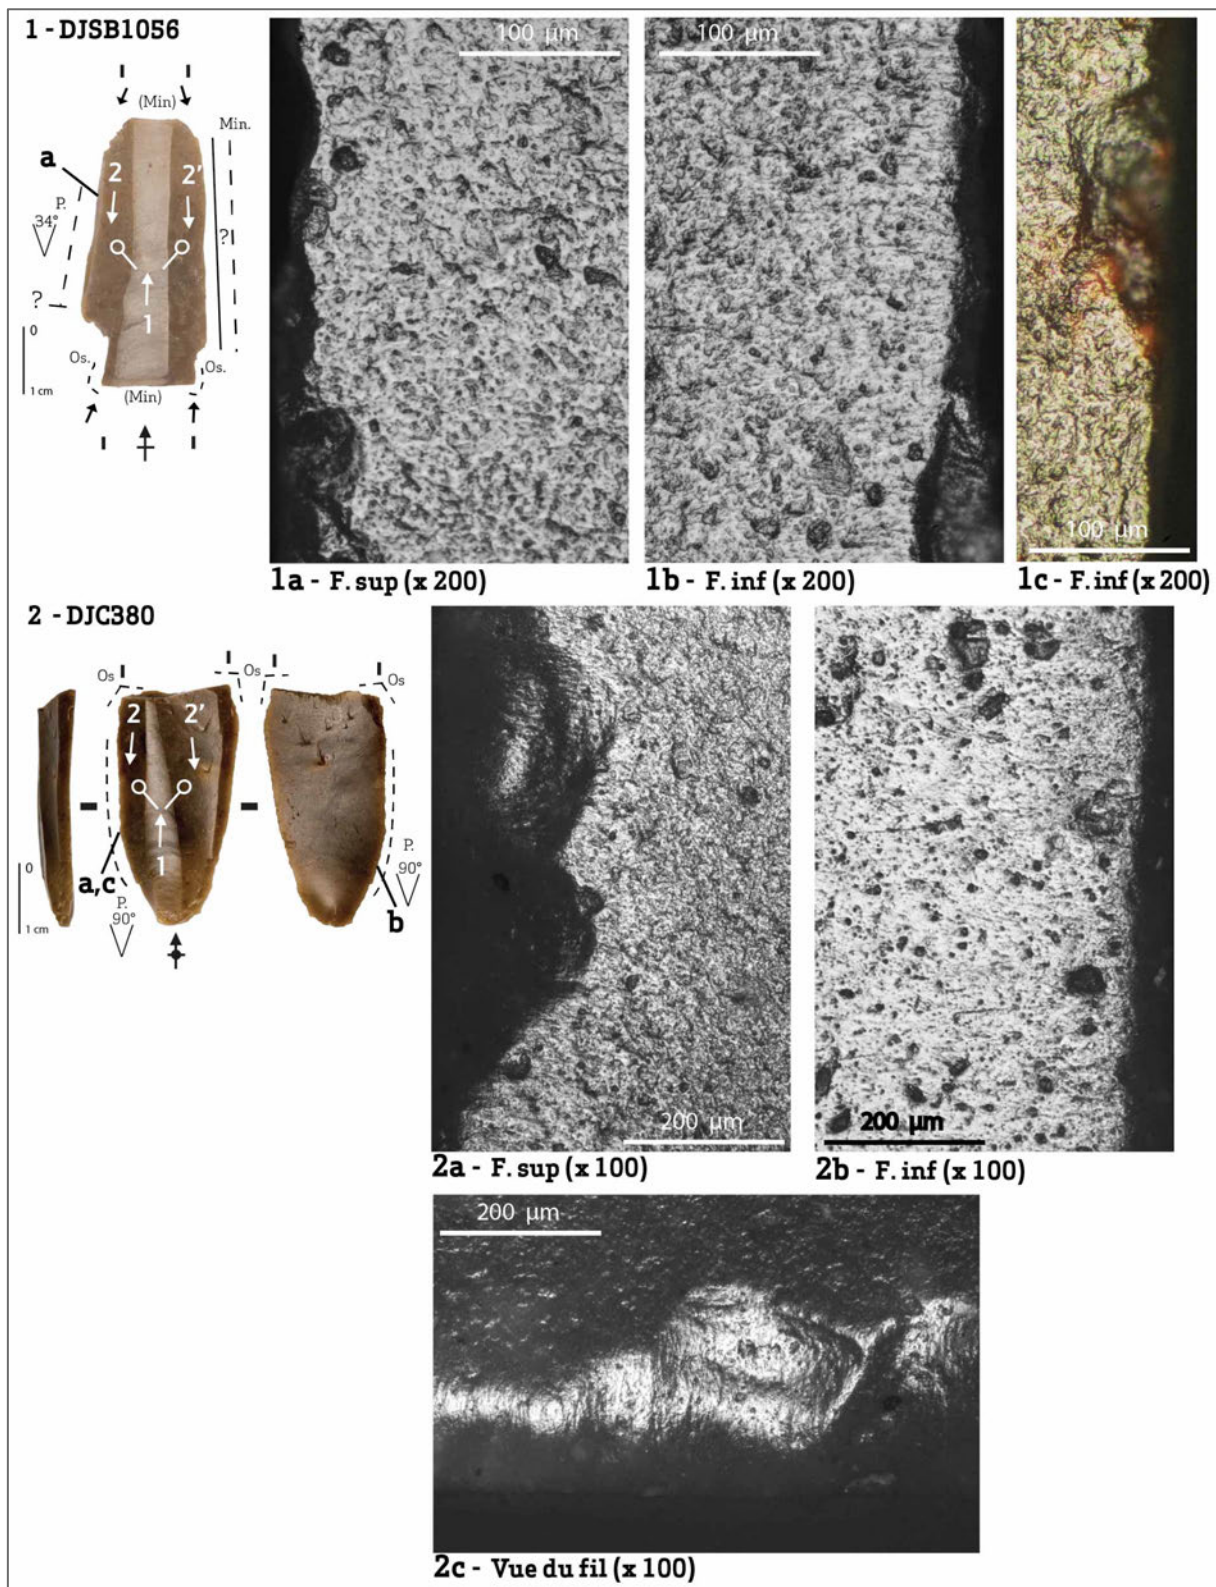 1 - DJSB1056
100 µm
100 µm
100 µm
(Min)
Min.
a
2
2'
P.
34°
?
?
1
0
1 cm
Os.
Os.
(Min)
1a - F. sup (x 200)
1b - F. inf (x 200)
1c - F. inf (x 200)
2 - DJC380
Os
Os
Os
2
2'
1
0
1 cm
a,c
P.
90°
P.
90°
b
200 µm
200 µm
2a - F. sup (x 100)
2b - F. inf (x 100)
200 µm
2c - Vue du fil (x 100)